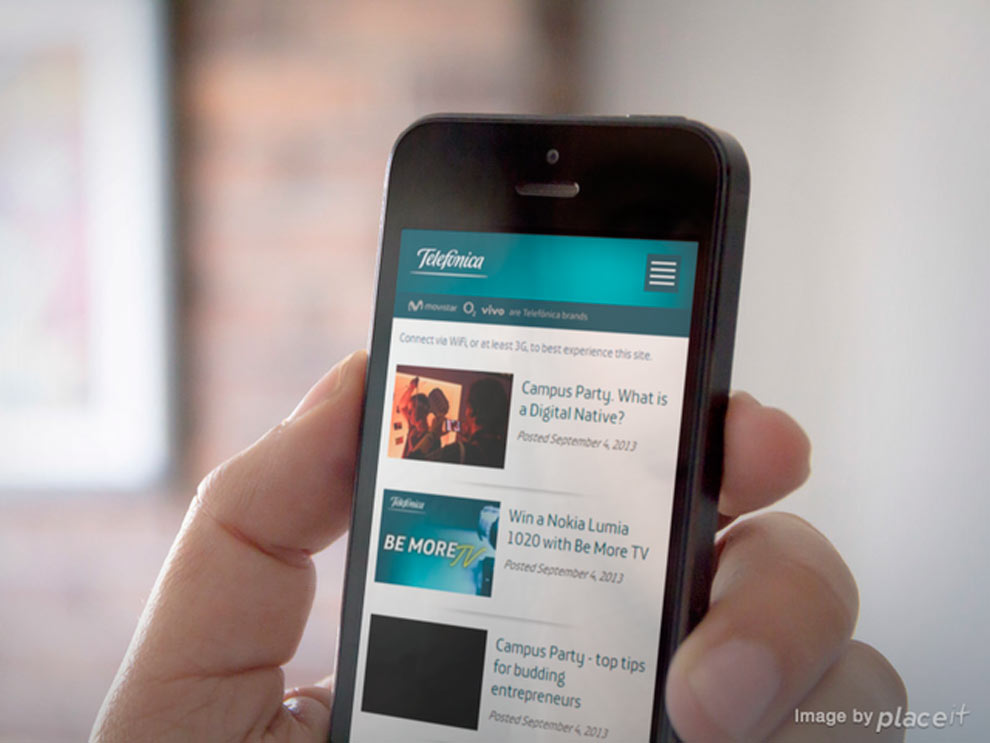 Telefónica
movistar O2 vivo are Telefónica brands
Connect via WiFi, or at least 3G, to best experience this site.
Campus Party. What is
a Digital Native?
Posted September 4, 2013
Telefónica
BE MORE TV
Win a Nokia Lumia
1020 with Be More TV
Posted September 4, 2013
Campus Party - top tips
for budding
entrepreneurs
Posted September 4, 2013
Image by placeit